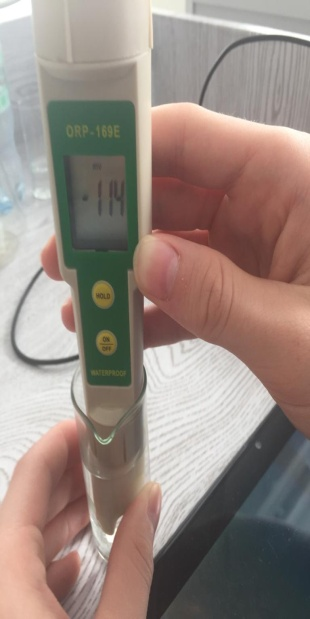 ORP-169E
-114
HOLD
ON
OFF
WATERPROOF